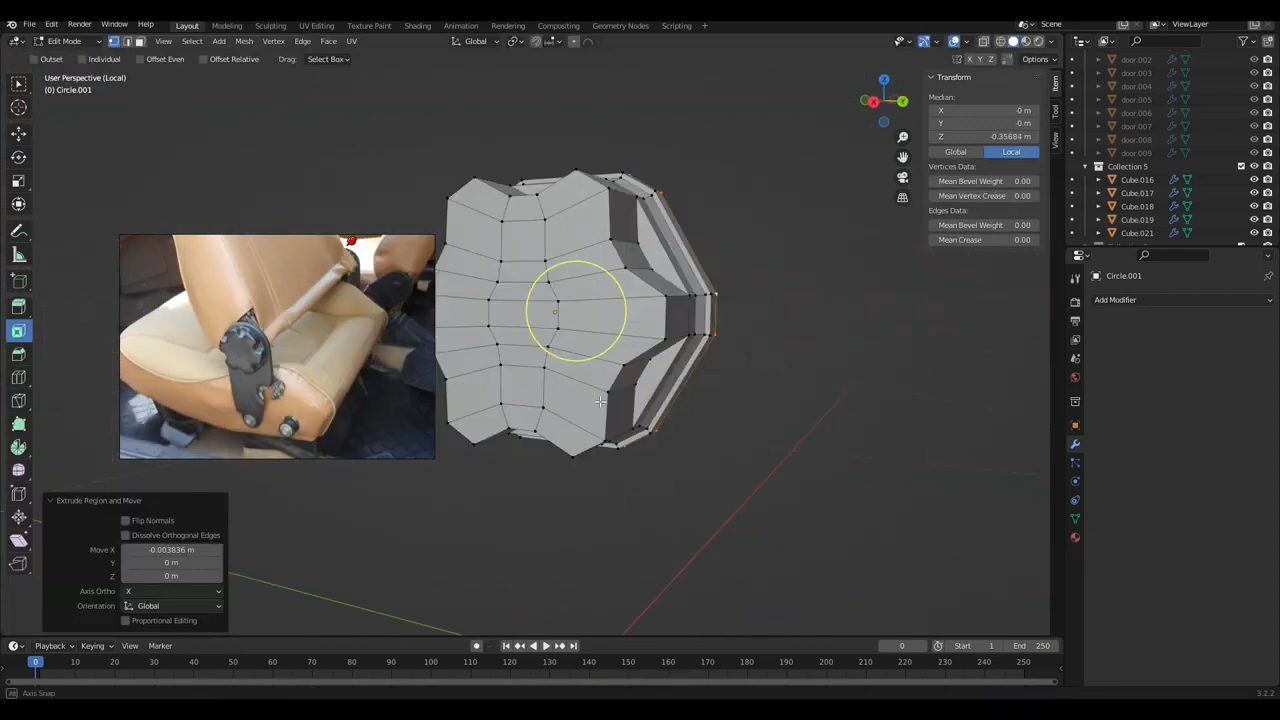 File Edit Render Window Help Layout Modeling Sculpting UV Editing Texture Paint Shading Animation Rendering Compositing Geometry Nodes Scripting + Scene ViewLayer
Edit Mode View Select Add Mesh Vertex Edge Face UV Global
Outset Individual Offset Even Offset Relative Drag: Select Box X Y Z Options
User Perspective (Local)
(0) Circle.001
Z
X
Y
Transform
Median:
X -0 m
Y -0 m
Z -0.35684 m
Global Local
Vertices Data:
Mean Bevel Weight 0.00
Mean Vertex Crease 0.00
Edges Data:
Mean Bevel Weight 0.00
Mean Crease 0.00
Item
Tool
View
door.002
door.003
door.004
door.005
door.006
door.007
door.008
door.009
Collection 5
Cube.016
Cube.017
Cube.018
Cube.019
Cube.021
Circle.001
Add Modifier
Extrude Region and Move
Flip Normals
Dissolve Orthogonal Edges
Move X -0.003836 m
Y 0 m
Z 0 m
Axis Ortho X
Orientation Global
Proportional Editing
Playback Keying View Marker 0 Start 1 End 250
0 10 20 30 40 50 60 70 80 90 100 110 120 130 140 150 160 170 180 190 200 210 220 230 240 250
Axis Snap 3.2.2